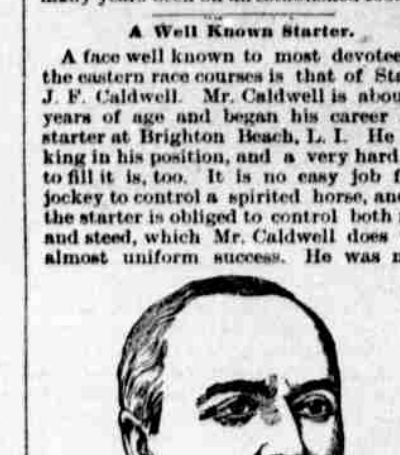 A Well Known Starter.
A face well known to most devotee
the eastern race courses is that of Sta
J. F. Caldwell. Mr. Caldwell is abou
years of age and began his career
starter at Brighton Beach, L. I. He
king in his position, and a very hard
to fill it is, too. It is no easy job f
jockey to control a spirited horse, and
the starter is obliged to control both
and steed, which Mr. Caldwell does
almost uniform success. He was n